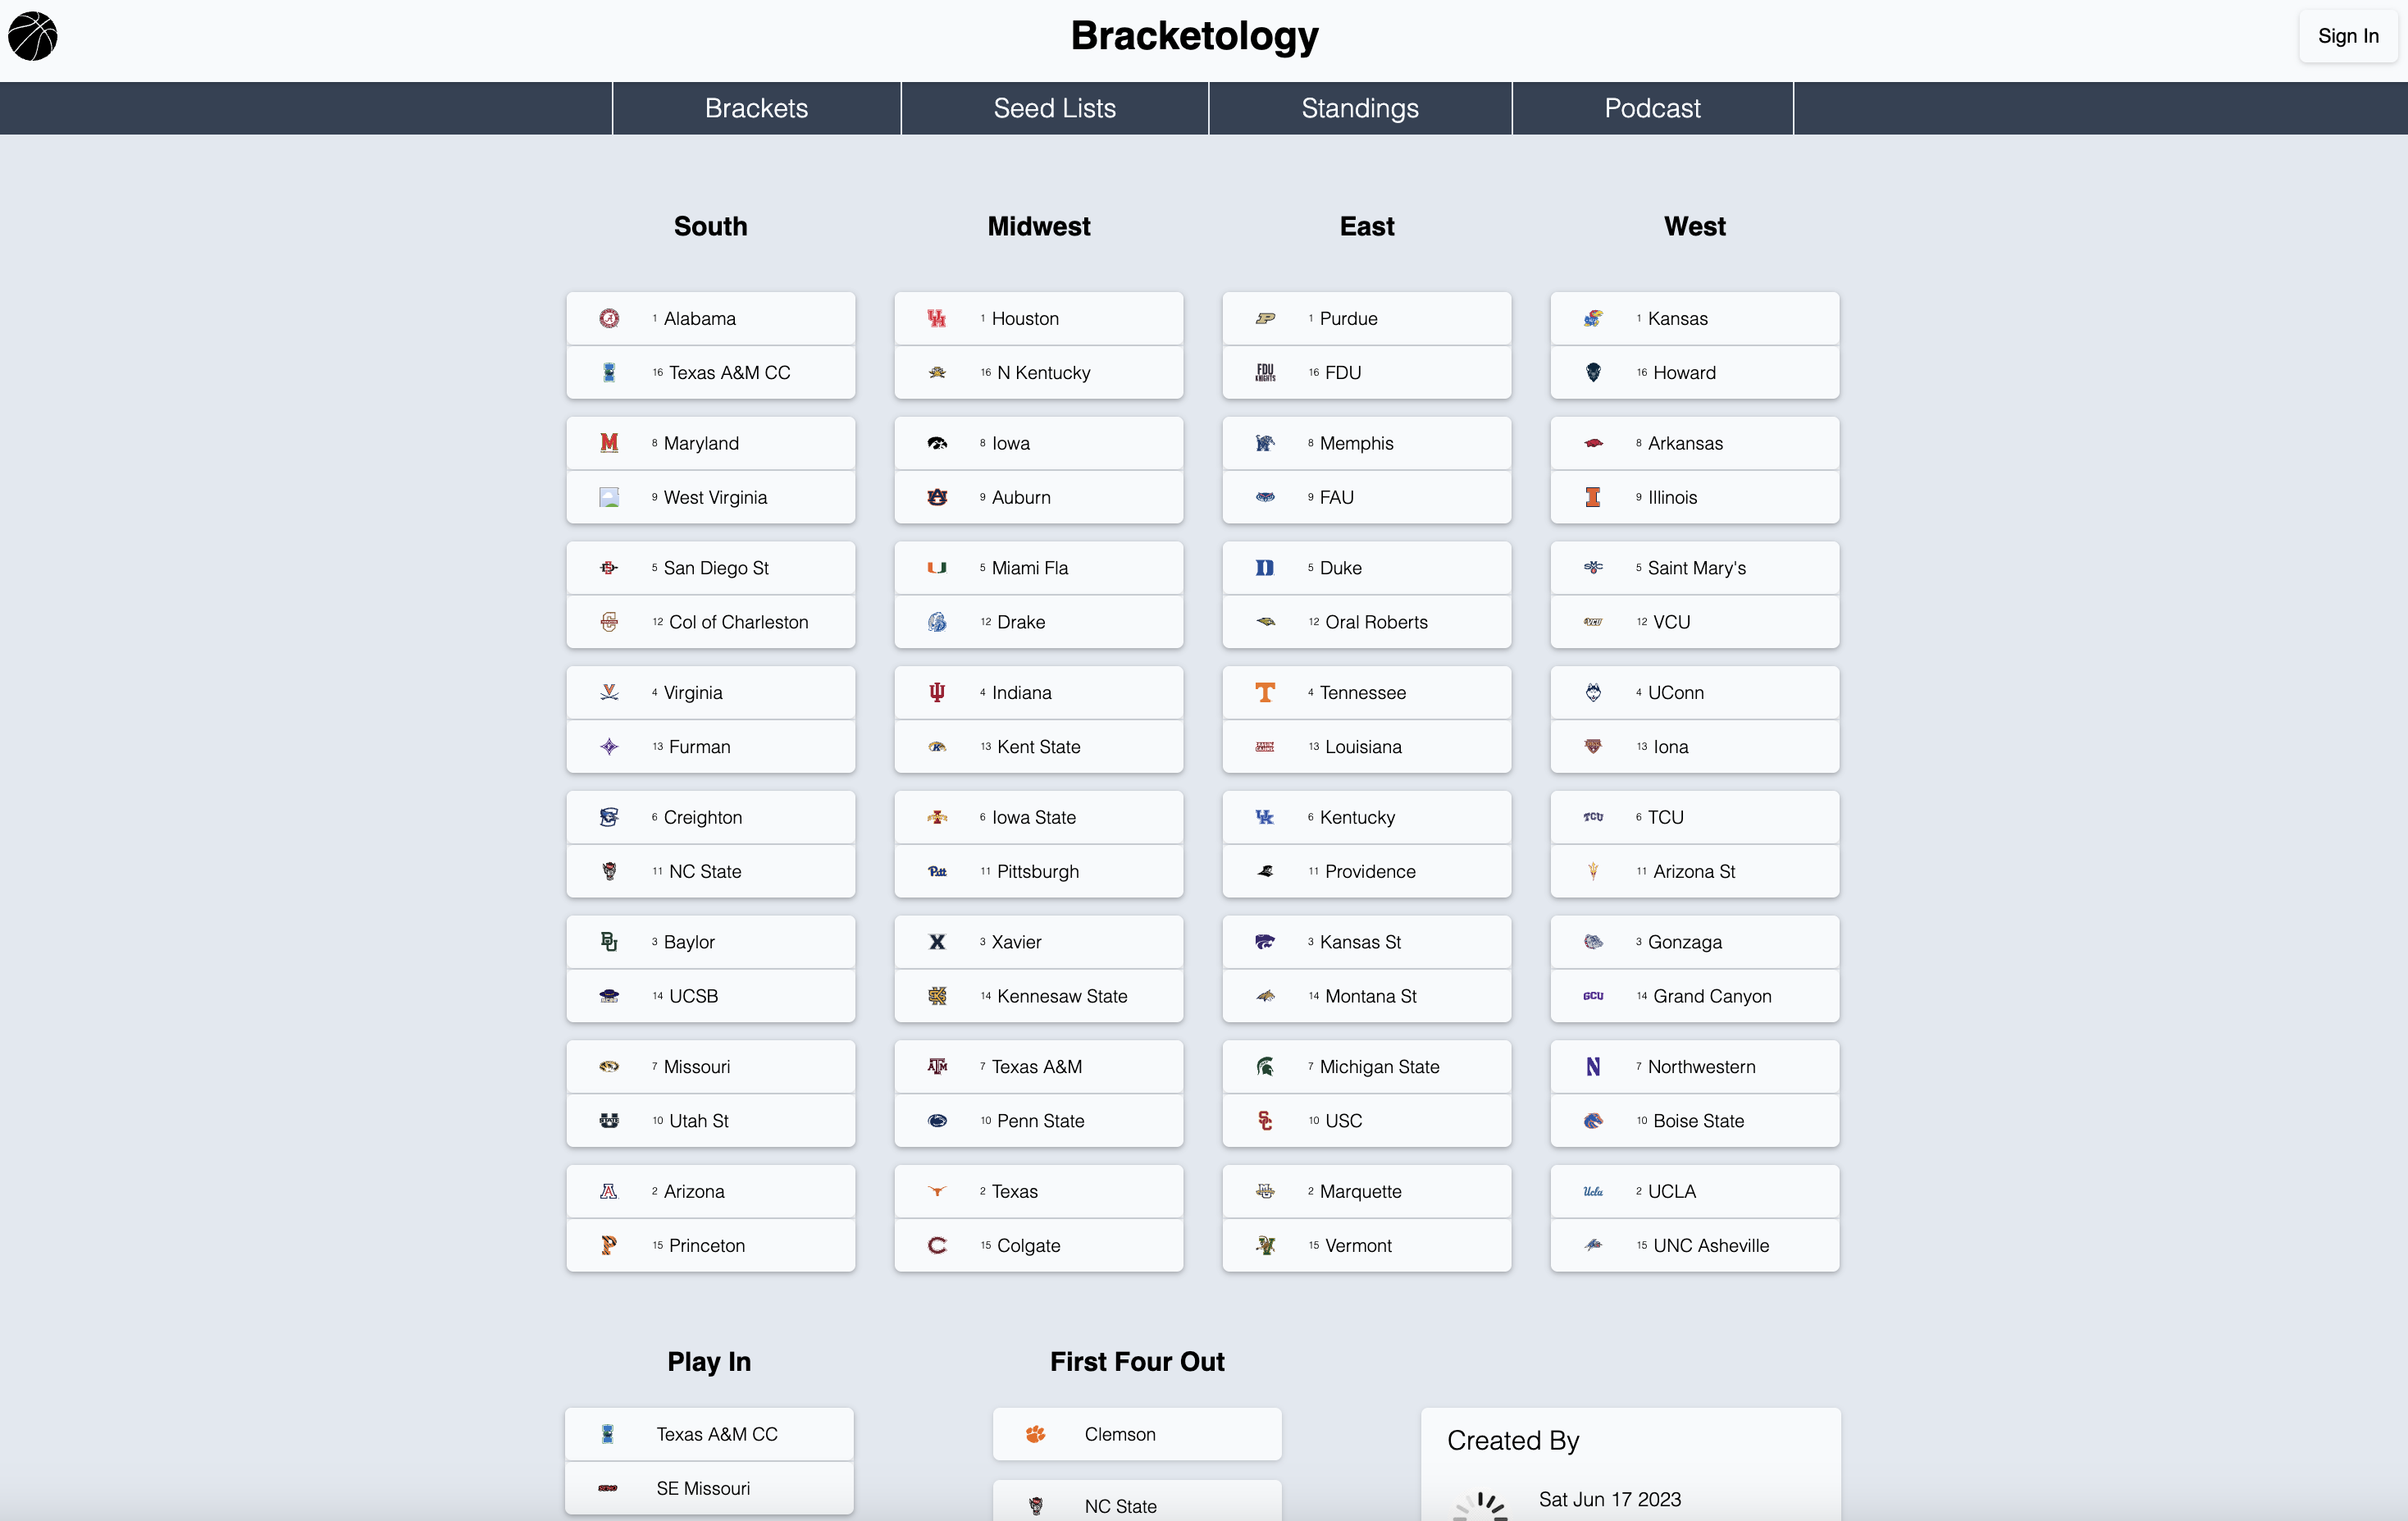 Bracketology
Sign In
Brackets
Seed Lists
Standings
Podcast
South
1 Alabama
16 Texas A&M CC
8 Maryland
9 West Virginia
5 San Diego St
12 Col of Charleston
4 Virginia
13 Furman
6 Creighton
11 NC State
3 Baylor
14 UCSB
7 Missouri
10 Utah St
2 Arizona
15 Princeton
Midwest
1 Houston
16 N Kentucky
8 Iowa
9 Auburn
5 Miami Fla
12 Drake
4 Indiana
13 Kent State
6 Iowa State
11 Pittsburgh
3 Xavier
14 Kennesaw State
7 Texas A&M
10 Penn State
2 Texas
15 Colgate
East
1 Purdue
16 FDU
8 Memphis
9 FAU
5 Duke
12 Oral Roberts
4 Tennessee
13 Louisiana
6 Kentucky
11 Providence
3 Kansas St
14 Montana St
7 Michigan State
10 USC
2 Marquette
15 Vermont
West
1 Kansas
16 Howard
8 Arkansas
9 Illinois
5 Saint Mary's
12 VCU
4 UConn
13 Iona
6 TCU
11 Arizona St
3 Gonzaga
14 Grand Canyon
7 Northwestern
10 Boise State
2 UCLA
15 UNC Asheville
Play In
Texas A&M CC
SE Missouri
First Four Out
Clemson
NC State
Created By
Sat Jun 17 2023